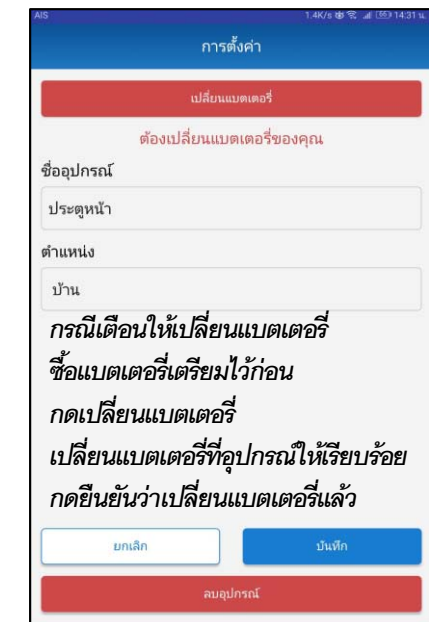 AIS 1.4K/s 55 14:31 น.
การตั้งค่า
เปลี่ยนแบตเตอรี่
ต้องเปลี่ยนแบตเตอรี่ของคุณ
ชื่ออุปกรณ์
ประตูหน้า
ตำแหน่ง
บ้าน
กรณีเตือนให้เปลี่ยนแบตเตอรี่
ซื้อแบตเตอรี่เตรียมไว้ก่อน
กดเปลี่ยนแบตเตอรี่
เปลี่ยนแบตเตอรี่ที่อุปกรณ์ให้เรียบร้อย
กดยืนยันว่าเปลี่ยนแบตเตอรี่แล้ว
ยกเลิก บันทึก
ลบอุปกรณ์